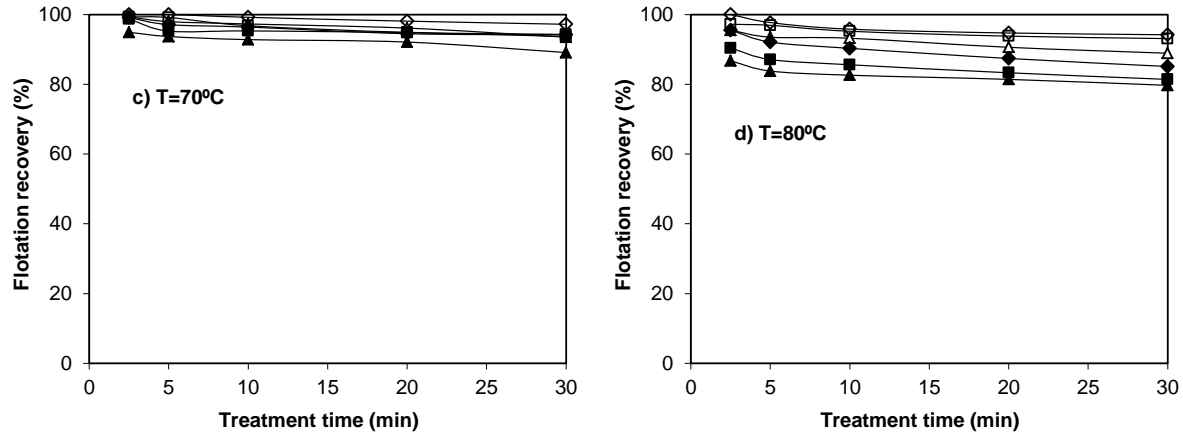 100
80
60
40
20
0
Flotation recovery (%)
c) T=70ºC
0 5 10 15 20 25 30
Treatment time (min)
100
80
60
40
20
0
Flotation recovery (%)
d) T=80ºC
0 5 10 15 20 25 30
Treatment time (min)